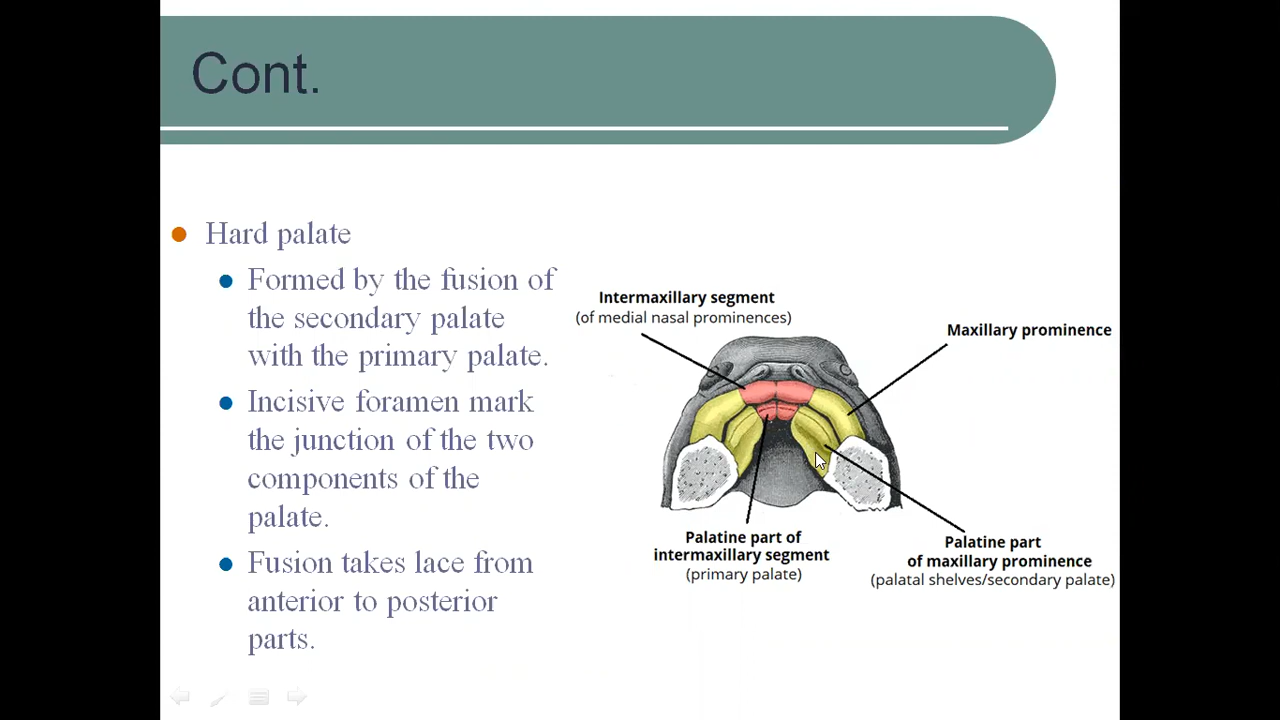 Cont.
Hard palate
Formed by the fusion of
the secondary palate
with the primary palate.
Incisive foramen mark
the junction of the two
components of the
palate.
Fusion takes lace from
anterior to posterior
parts.
Intermaxillary segment
(of medial nasal prominences)
Maxillary prominence
Palatine part of
intermaxillary segment
(primary palate)
Palatine part
of maxillary prominence
(palatal shelves/secondary palate)